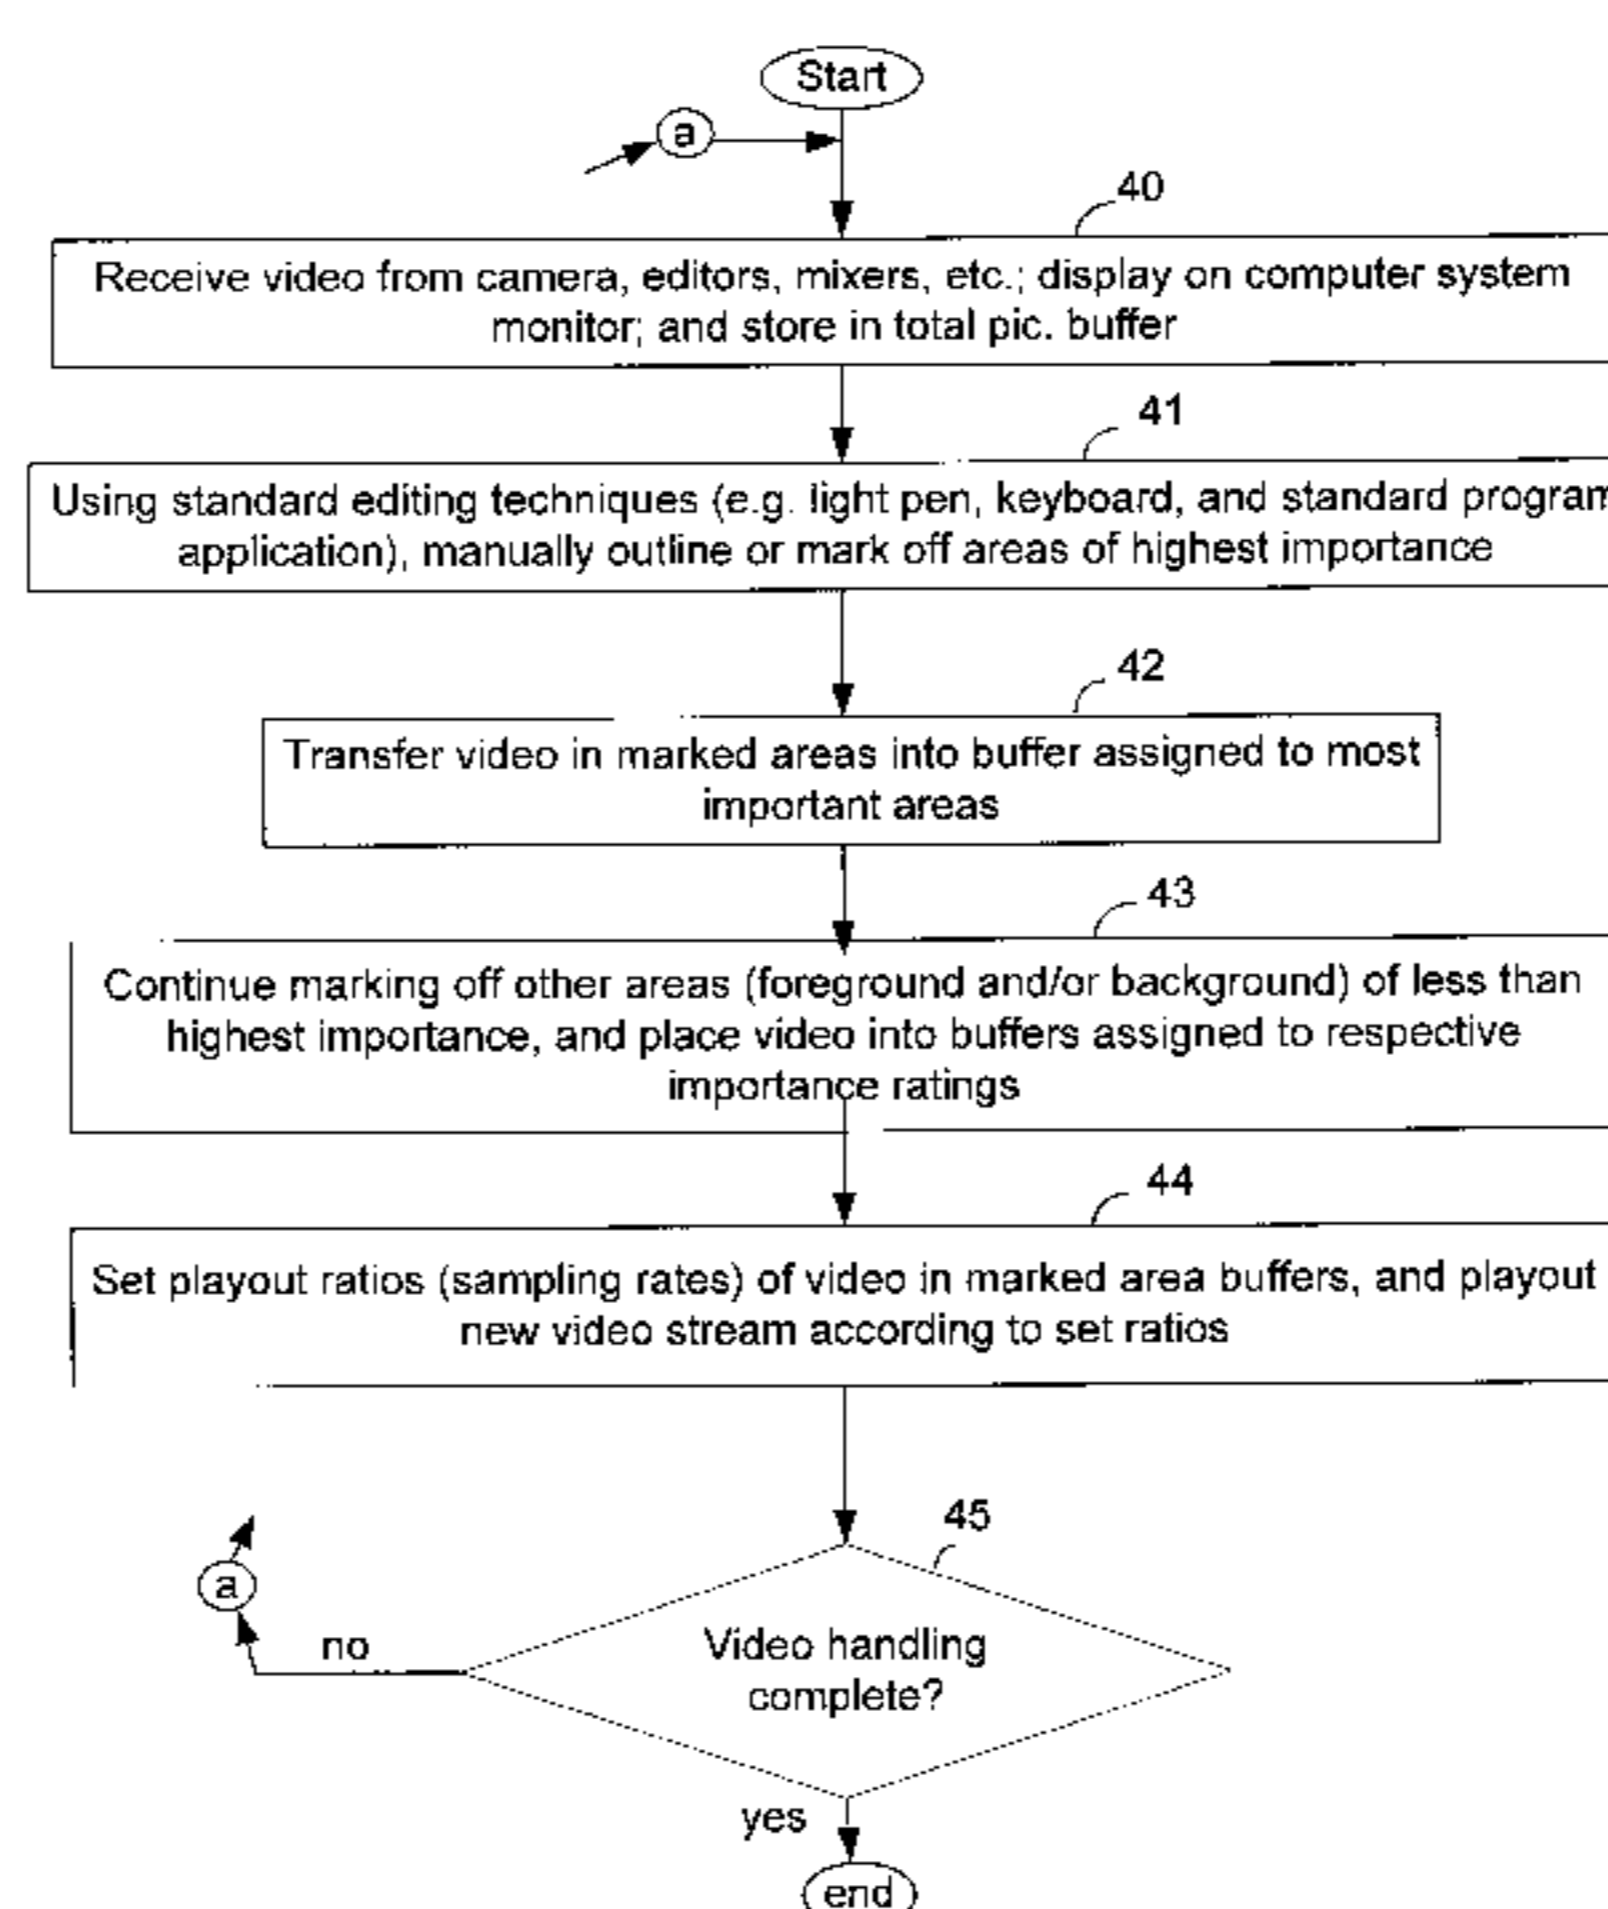 Start
a
40
Receive video from camera, editors, mixers, etc.; display on computer system
monitor; and store in total pic. buffer
41
Using standard editing techniques (e.g. light pen, keyboard, and standard program
application), manually outline or mark off areas of highest importance
42
Transfer video in marked areas into buffer assigned to most
important areas
43
Continue marking off other areas (foreground and/or background) of less than
highest importance, and place video into buffers assigned to respective
importance ratings
44
Set playout ratios (sampling rates) of video in marked area buffers, and playout
new video stream according to set ratios
45
a
no
Video handling
complete?
yes
end